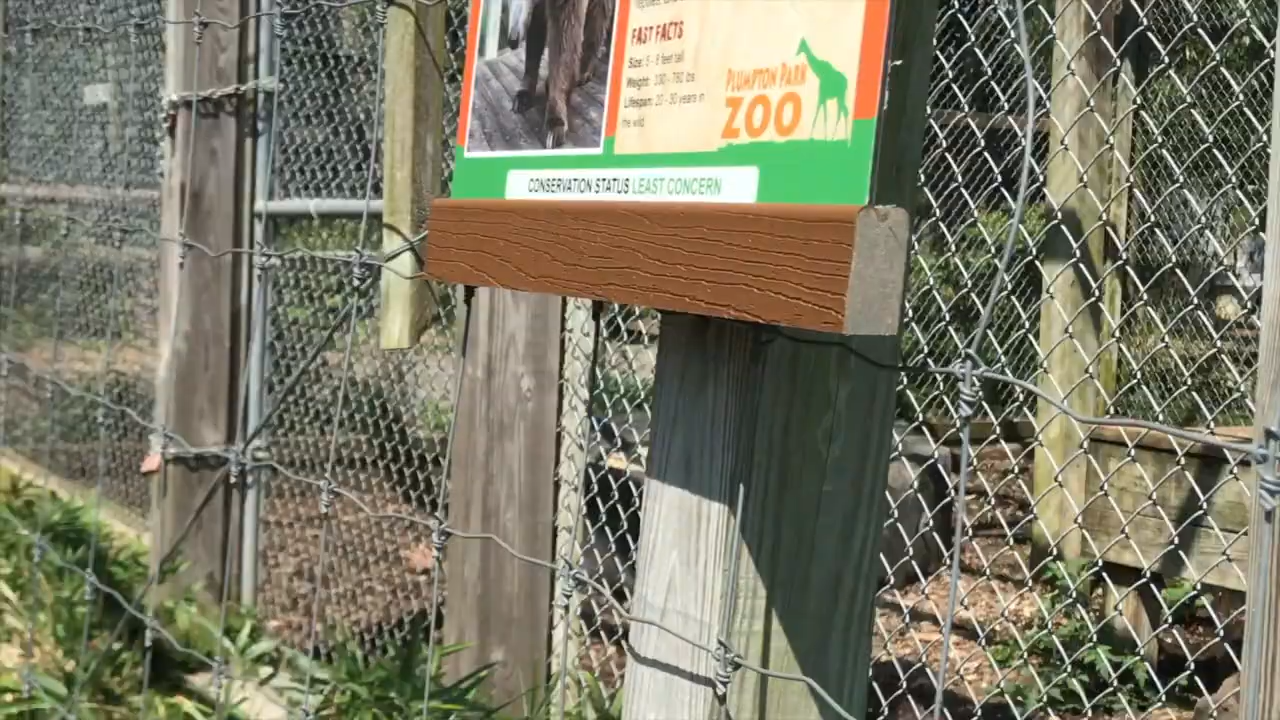 FAST FACTS
Size: 5 - 8 feet tall
Weight: 100 - 780 lbs
Lifespan: 20 - 30 years in
the wild
PLUMPTON PARK
ZOO
CONSERVATION STATUS LEAST CONCERN